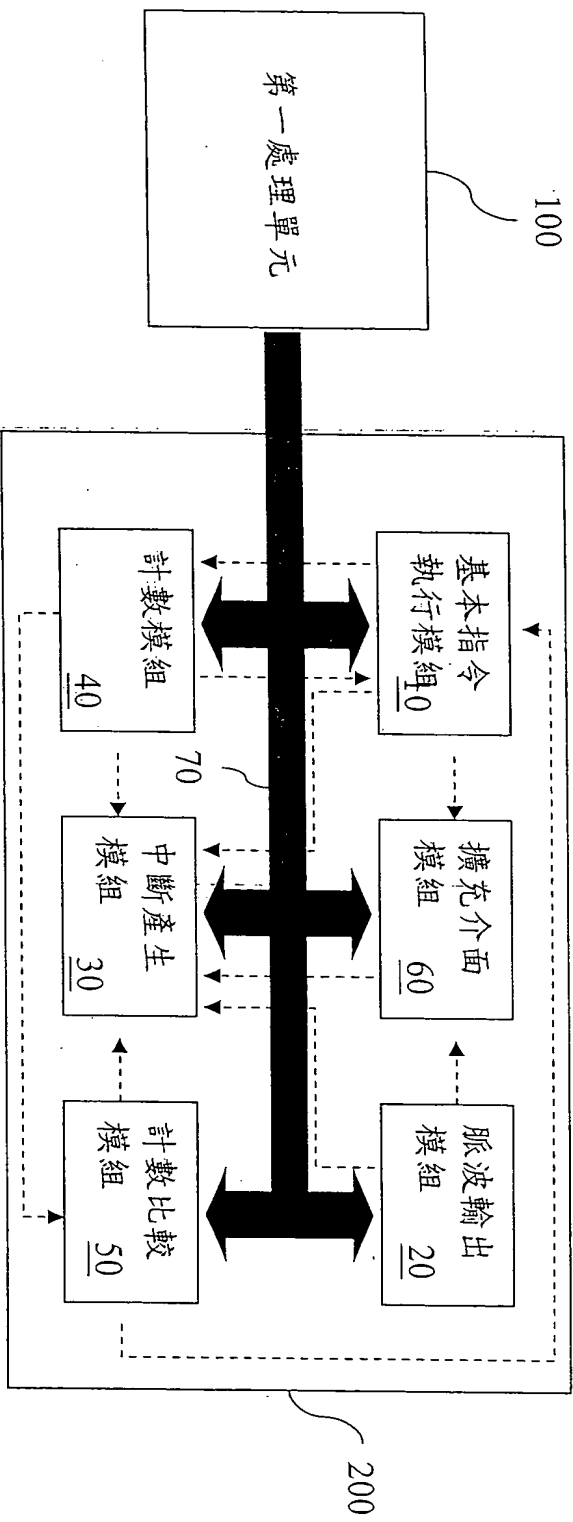 100
第一處理單元
200
基本指令
執行模組
10
擴充介面
模組
60
脈波輸出
模組
20
70
計數模組
40
中斷產生
模組
30
計數比較
模組
50